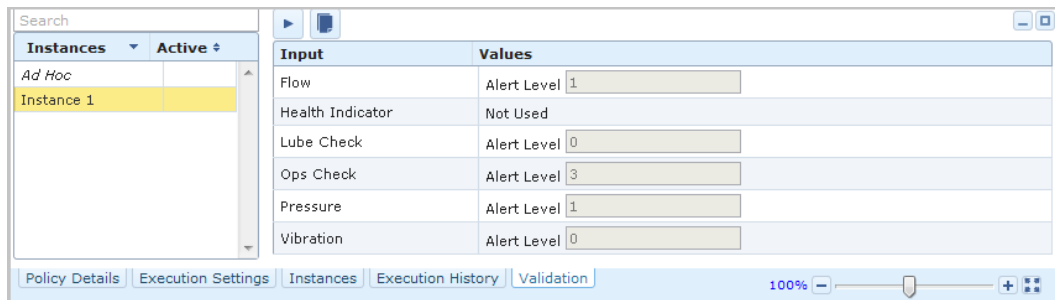 Search
Instances Active
Ad Hoc
Instance 1
Input Values
Flow Alert Level 1
Health Indicator Not Used
Lube Check Alert Level 0
Ops Check Alert Level 3
Pressure Alert Level 1
Vibration Alert Level 0
Policy Details Execution Settings Instances Execution History Validation 100%